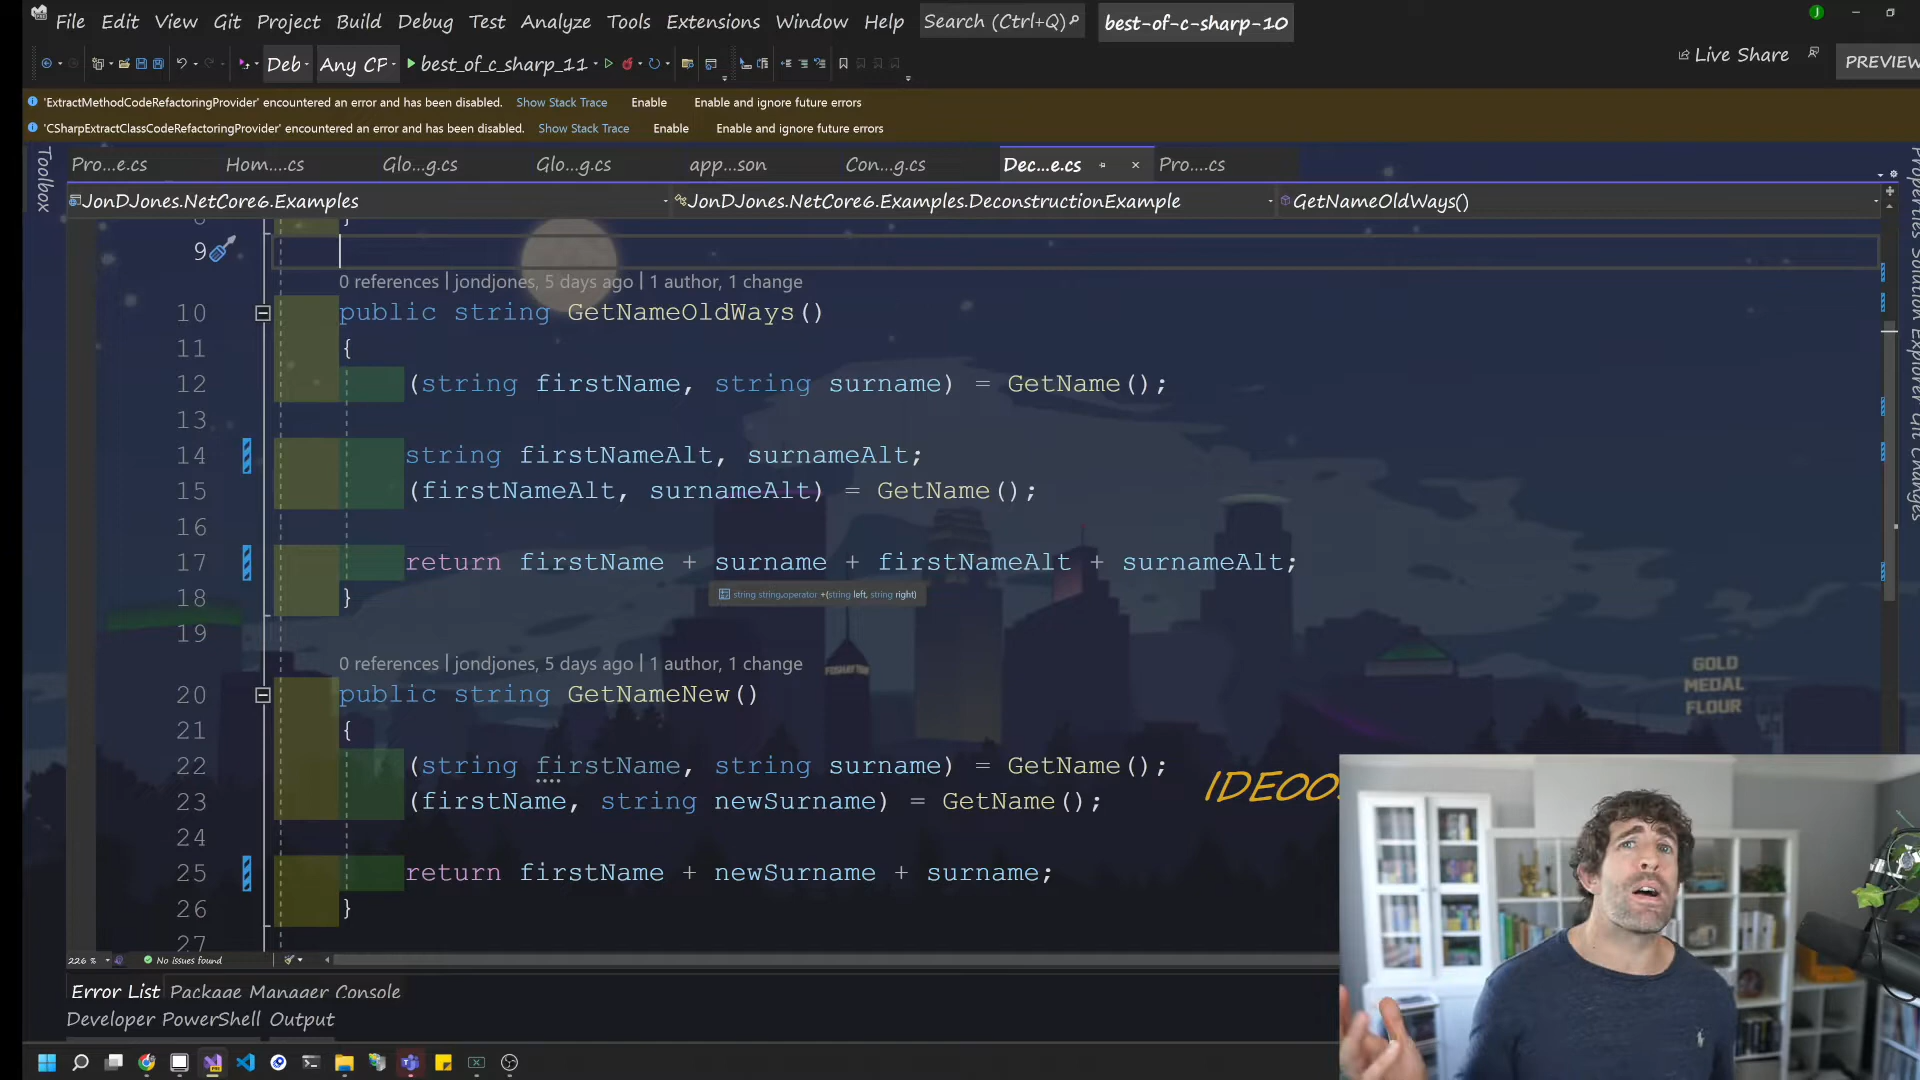 File Edit View Git Project Build Debug Test Analyze Tools Extensions Window Help Search (Ctrl+Q) best-of-c-sharp-10
Deb Any CP best_of_c_sharp_11 Live Share PREVIEW
'ExtractMethodCodeRefactoringProvider' encountered an error and has been disabled. Show Stack Trace Enable Enable and ignore future errors
'CSharpExtractClassCodeRefactoringProvider' encountered an error and has been disabled. Show Stack Trace Enable Enable and ignore future errors
Toolbox
Pro...e.cs Hom....cs Glo...g.cs Glo...g.cs app...son Con...g.cs Dec...e.cs Pro....cs
JonDJones.NetCore6.Examples JonDJones.NetCore6.Examples.DeconstructionExample GetNameOldWays()
Properties Solution Explorer Git Changes
8 }
9
0 references | jondjones, 5 days ago | 1 author, 1 change
10 public string GetNameOldWays()
11 {
12 (string firstName, string surname) = GetName();
13
14 string firstNameAlt, surnameAlt;
15 (firstNameAlt, surnameAlt) = GetName();
16
17 return firstName + surname + firstNameAlt + surnameAlt;
string string.operator +(string left, string right)
18 }
19
0 references | jondjones, 5 days ago | 1 author, 1 change
20 public string GetNameNew()
21 {
22 (string firstName, string surname) = GetName();
23 (firstName, string newSurname) = GetName();
24
25 return firstName + newSurname + surname;
26 }
27
FOSHAY TOWER
GOLD
MEDAL
FLOUR
226 % No issues found
Error List Package Manager Console
Developer PowerShell Output